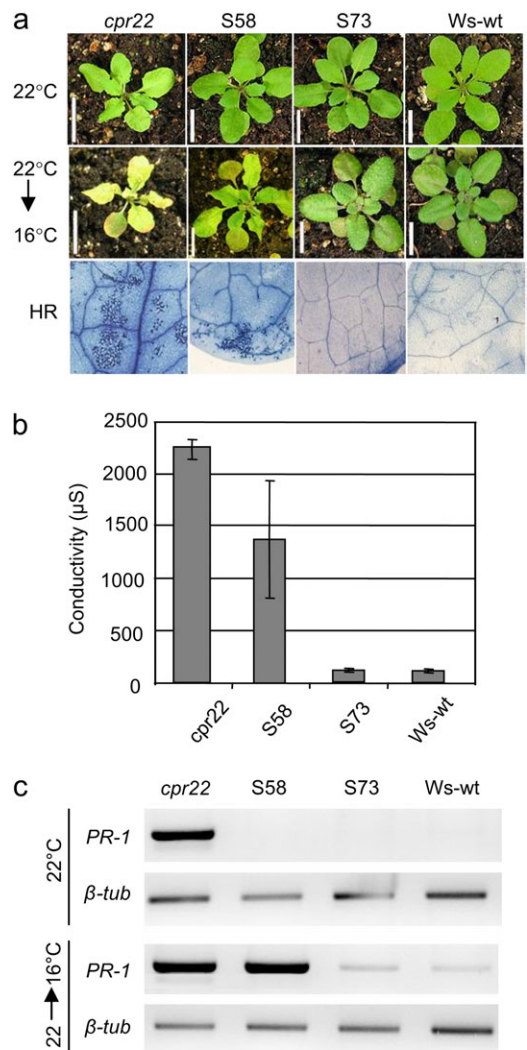 a
cpr22 S58 S73 Ws-wt
22°C
22°C
16°C
HR
b
2500
2000
1500
1000
500
0
Conductivity (µS)
cpr22 S58 S73 Ws-wt
c
cpr22 S58 S73 Ws-wt
22°C
PR-1
β-tub
22 16°C
PR-1
β-tub